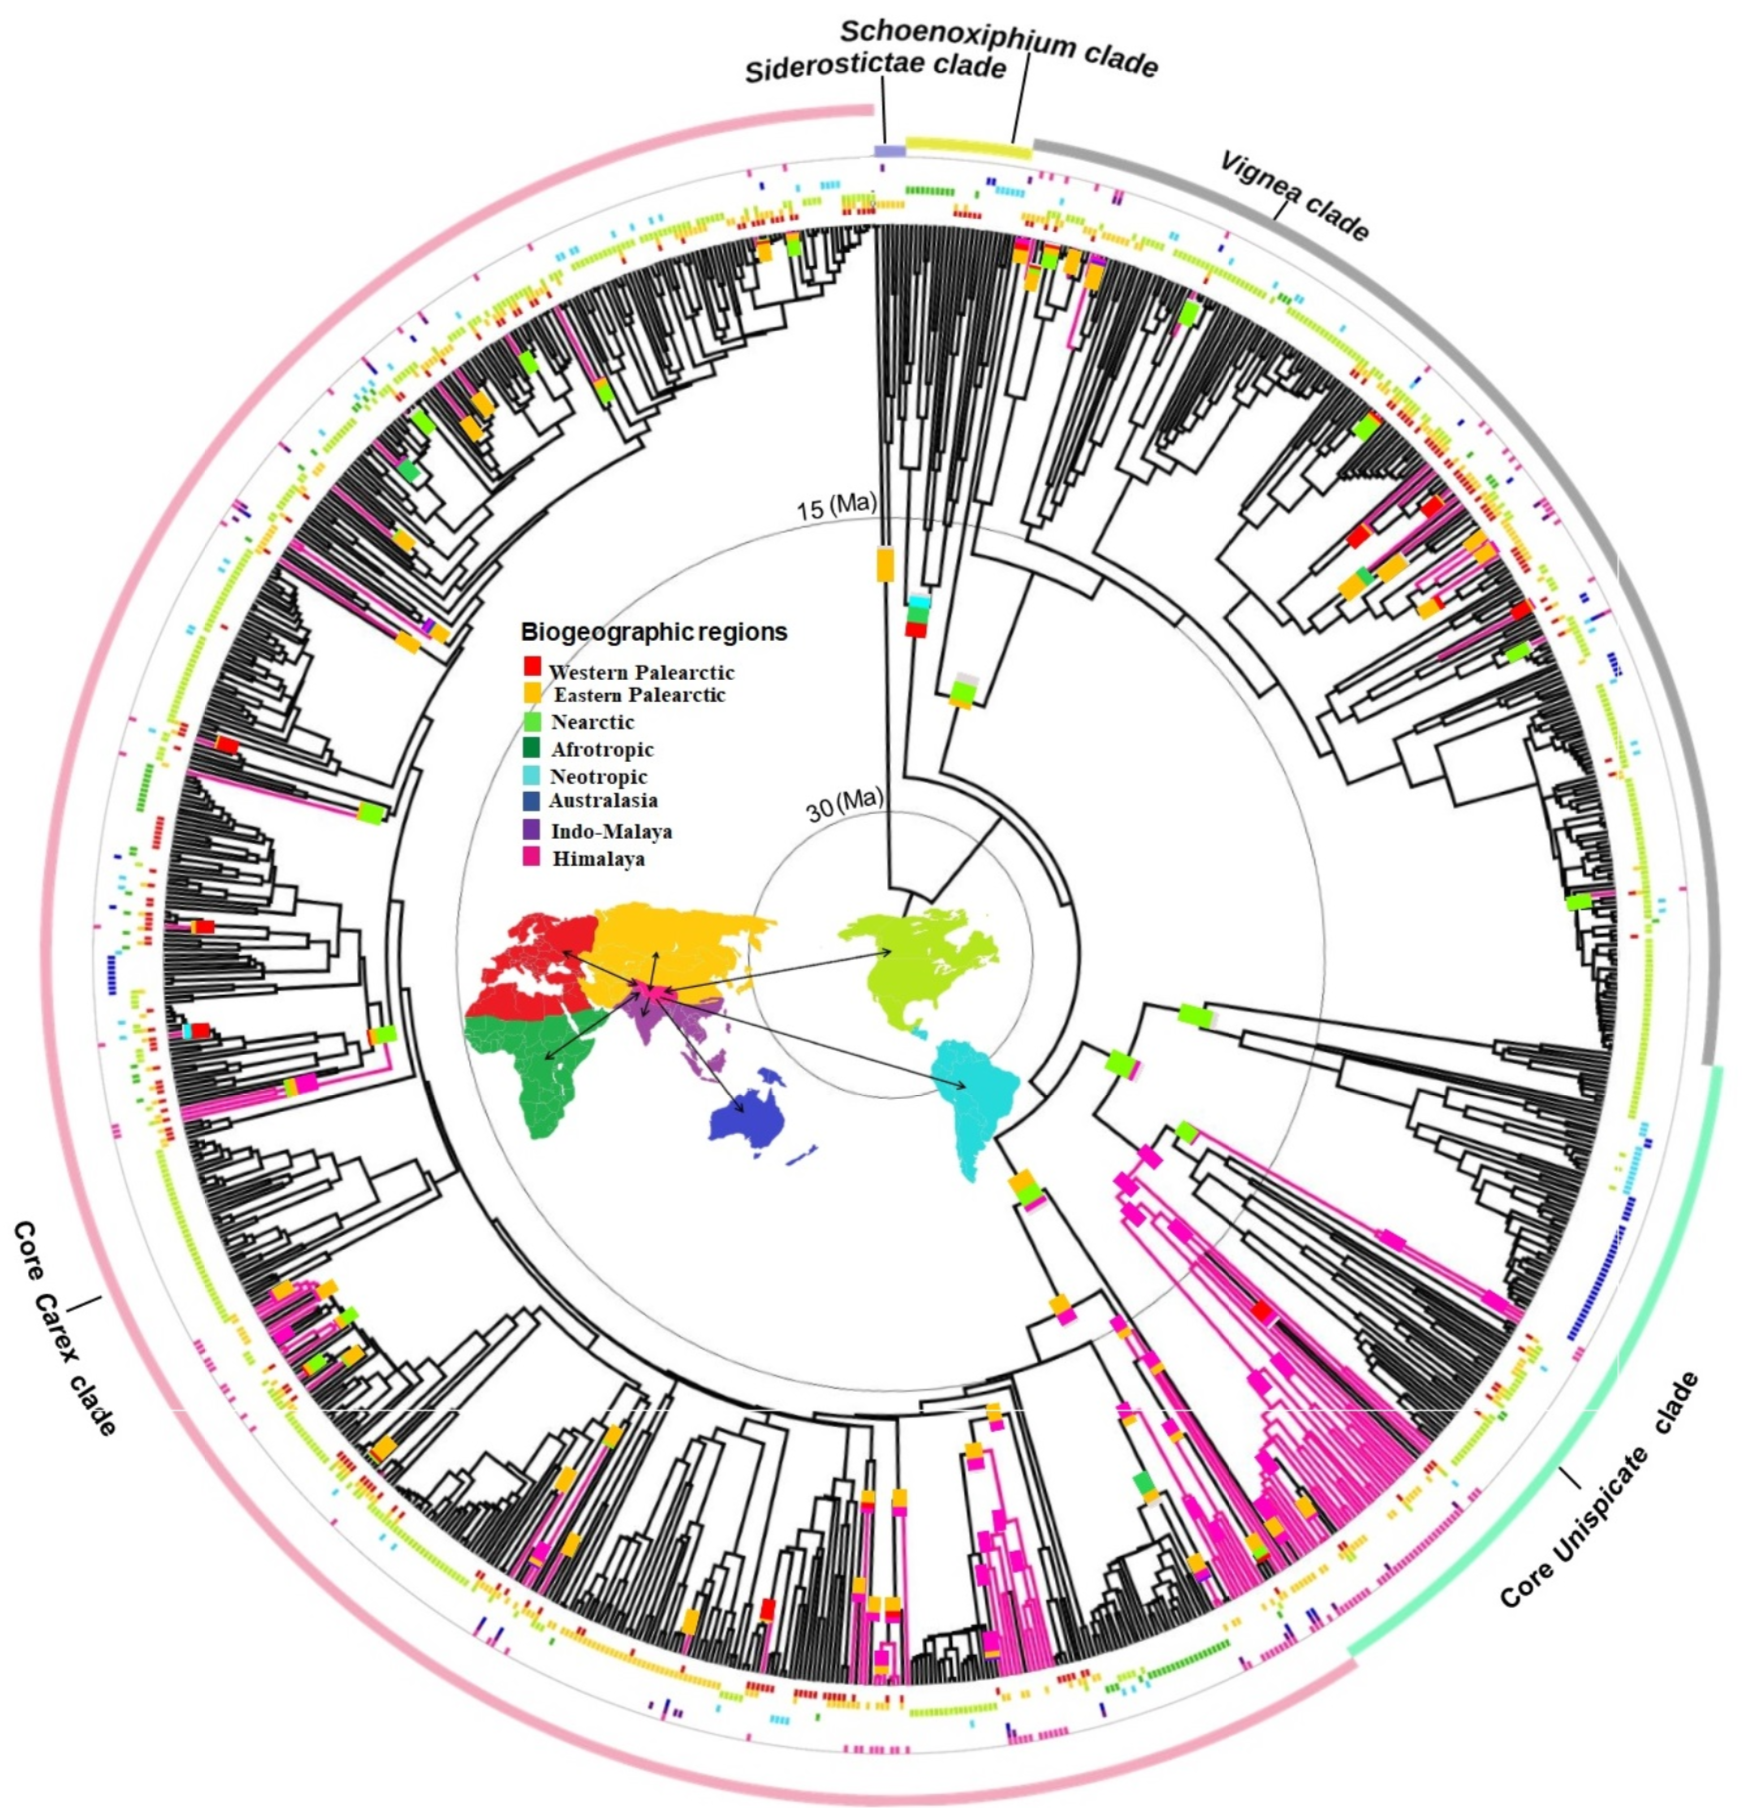 Schoenoxiphium clade
Siderostictae clade
Vignea clade
15 (Ma)
Biogeographic regions
Western Palearctic
Eastern Palearctic
Nearctic
Afrotropic
Neotropic
Australasia
Indo-Malaya
Himalaya
30 (Ma)
Core Carex clade
Core Unispicate clade